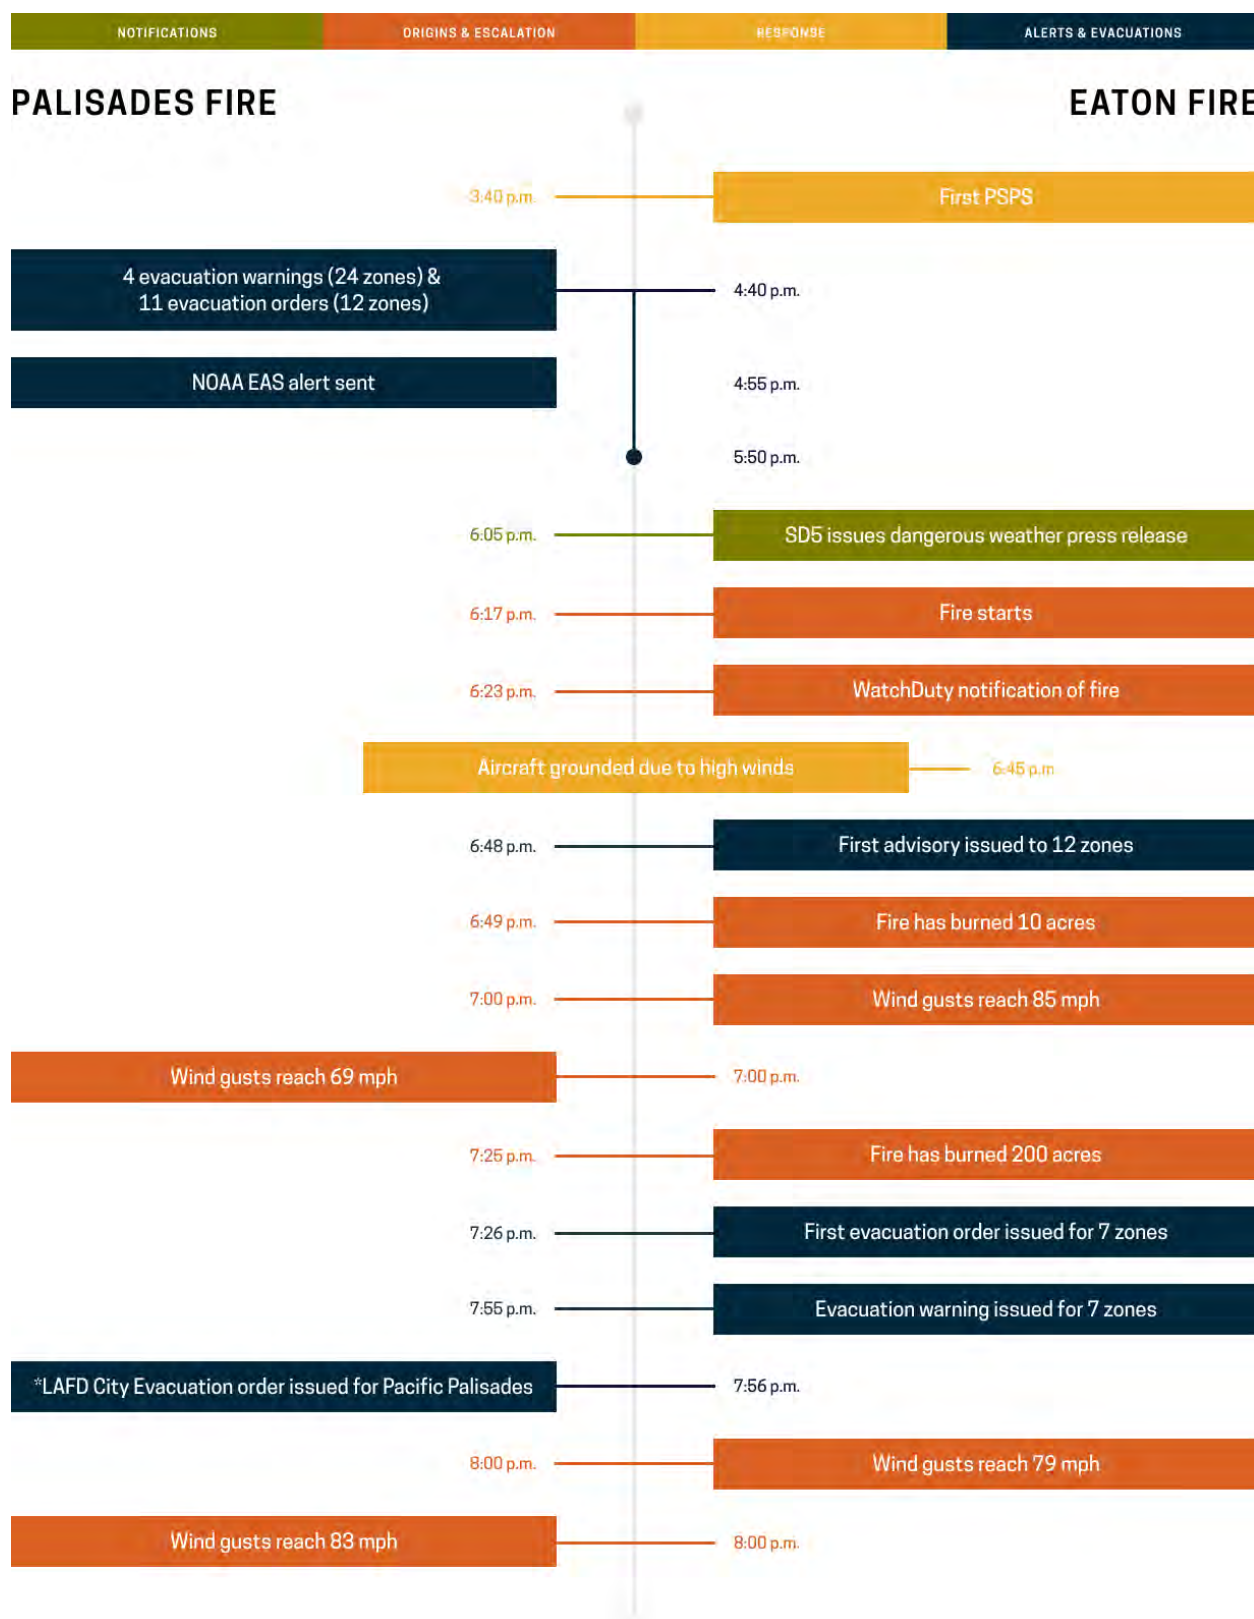 NOTIFICATIONS
ORIGINS & ESCALATION
RESPONSE
ALERTS & EVACUATIONS
PALISADES FIRE
EATON FIRE
3:40 p.m.
First PSPS
4 evacuation warnings (24 zones) &
11 evacuation orders (12 zones)
4:40 p.m.
NOAA EAS alert sent
4:55 p.m.
5:50 p.m.
6:05 p.m.
SD5 issues dangerous weather press release
6:17 p.m.
Fire starts
6:23 p.m.
WatchDuty notification of fire
Aircraft grounded due to high winds
6:45 p.m
6:48 p.m.
First advisory issued to 12 zones
6:49 p.m.
Fire has burned 10 acres
7:00 p.m.
Wind gusts reach 85 mph
Wind gusts reach 69 mph
7:00 p.m.
7:25 p.m.
Fire has burned 200 acres
7:26 p.m.
First evacuation order issued for 7 zones
7:55 p.m.
Evacuation warning issued for 7 zones
*LAFD City Evacuation order issued for Pacific Palisades
7:56 p.m.
8:00 p.m.
Wind gusts reach 79 mph
Wind gusts reach 83 mph
8:00 p.m.